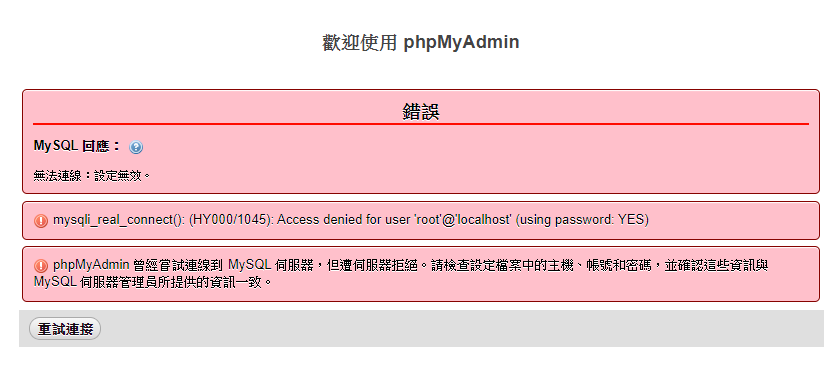 歡迎使用 phpMyAdmin
錯誤
MySQL 回應：
無法連線：設定無效。
mysqli_real_connect(): (HY000/1045): Access denied for user 'root'@'localhost' (using password: YES)
phpMyAdmin 曾經嘗試連線到 MySQL 伺服器，但遭伺服器拒絕。請檢查設定檔案中的主機、帳號和密碼，並確認這些資訊與
MySQL 伺服器管理員所提供的資訊一致。
重試連接